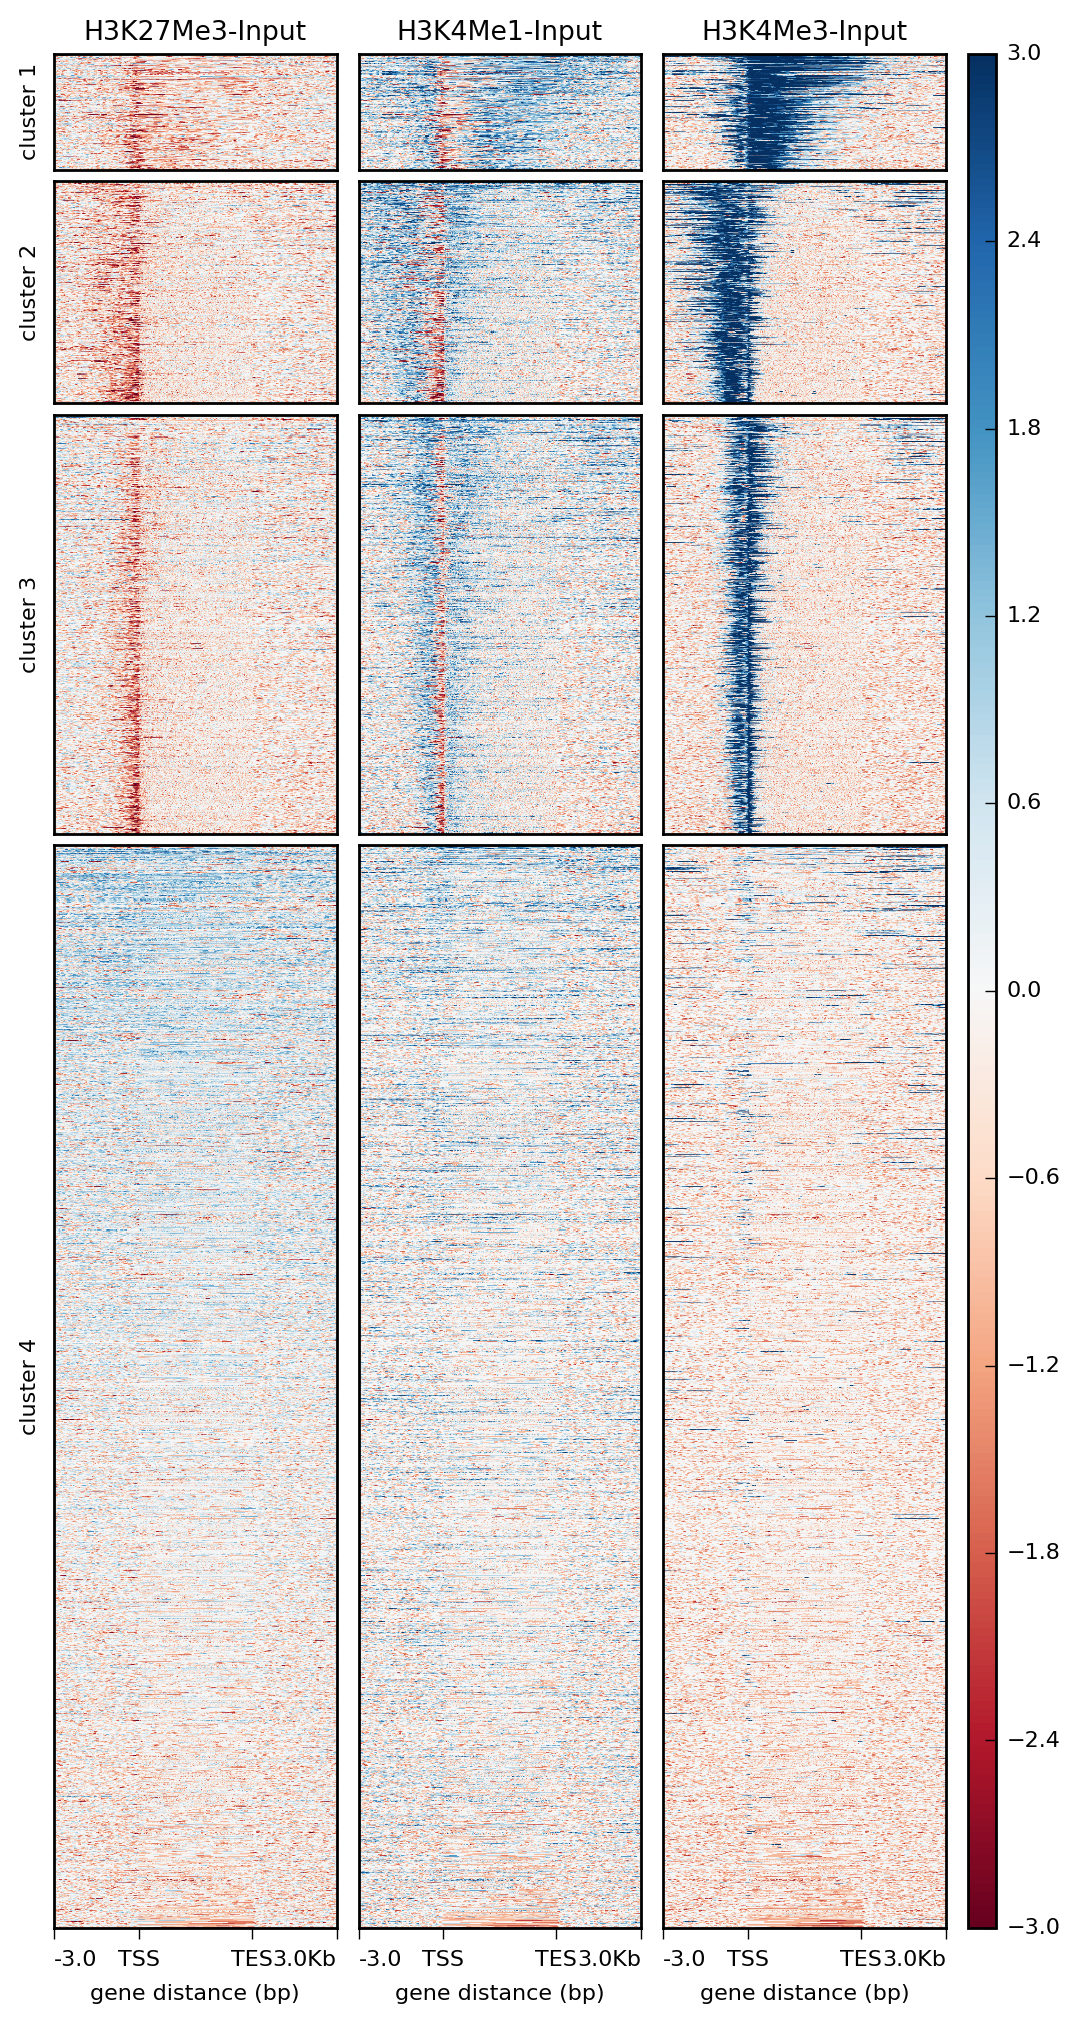 H3K27Me3-Input H3K4Me1-Input H3K4Me3-Input
cluster 1
cluster 2
cluster 3
cluster 4
3.0
2.4
1.8
1.2
0.6
0.0
−0.6
−1.2
−1.8
−2.4
−3.0
-3.0 TSS TES3.0Kb -3.0 TSS TES3.0Kb -3.0 TSS TES3.0Kb
gene distance (bp) gene distance (bp) gene distance (bp)